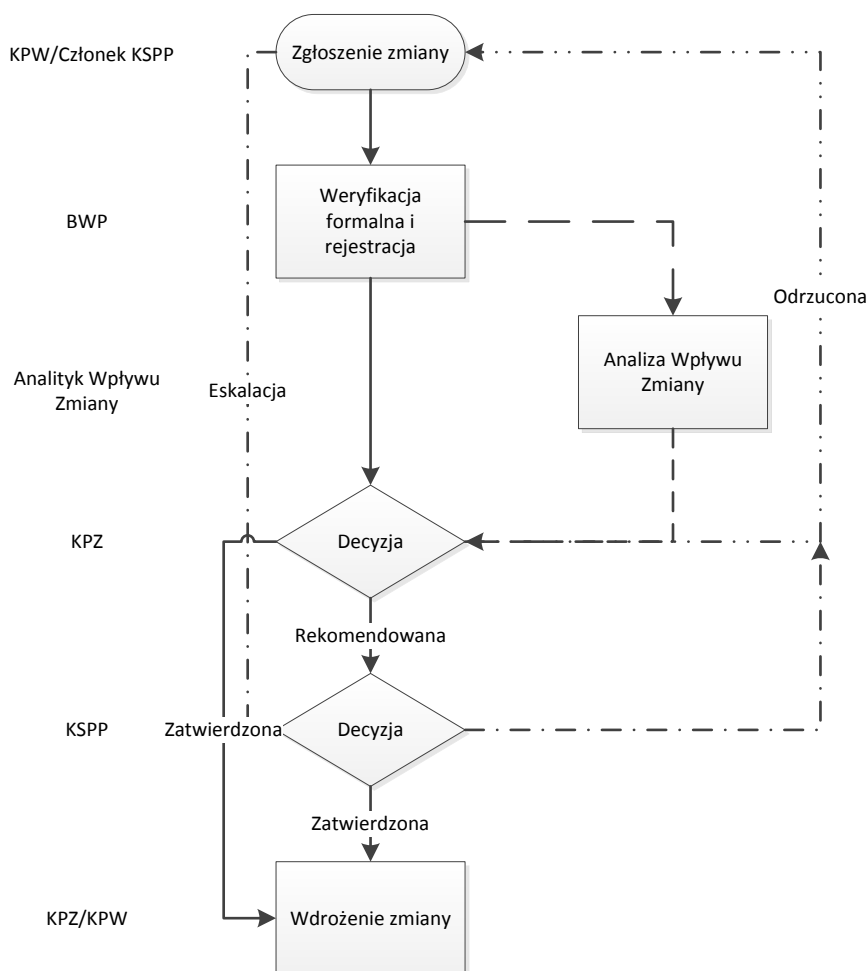 KPW/Członek KSPP
Zgłoszenie zmiany
BWP
Weryfikacja
formalna i
rejestracja
Odrzucona
Analityk Wpływu
Zmiany
Eskalacja
Analiza Wpływu
Zmiany
KPZ
Decyzja
Rekomendowana
KSPP
Zatwierdzona
Decyzja
Zatwierdzona
KPZ/KPW
Wdrożenie zmiany